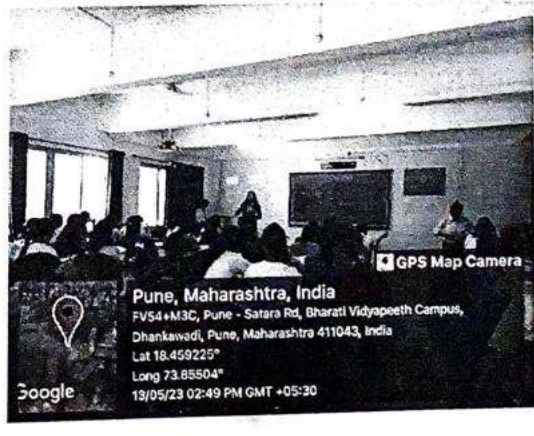 GPS Map Camera
Pune, Maharashtra, India
FV54+M3C, Pune - Satara Rd, Bharati Vidyapeeth Campus,
Dhankawadi, Pune, Maharashtra 411043, India
Lat 18.459225°
Long 73.85504°
13/05/23 02:49 PM GMT +05:30
Google